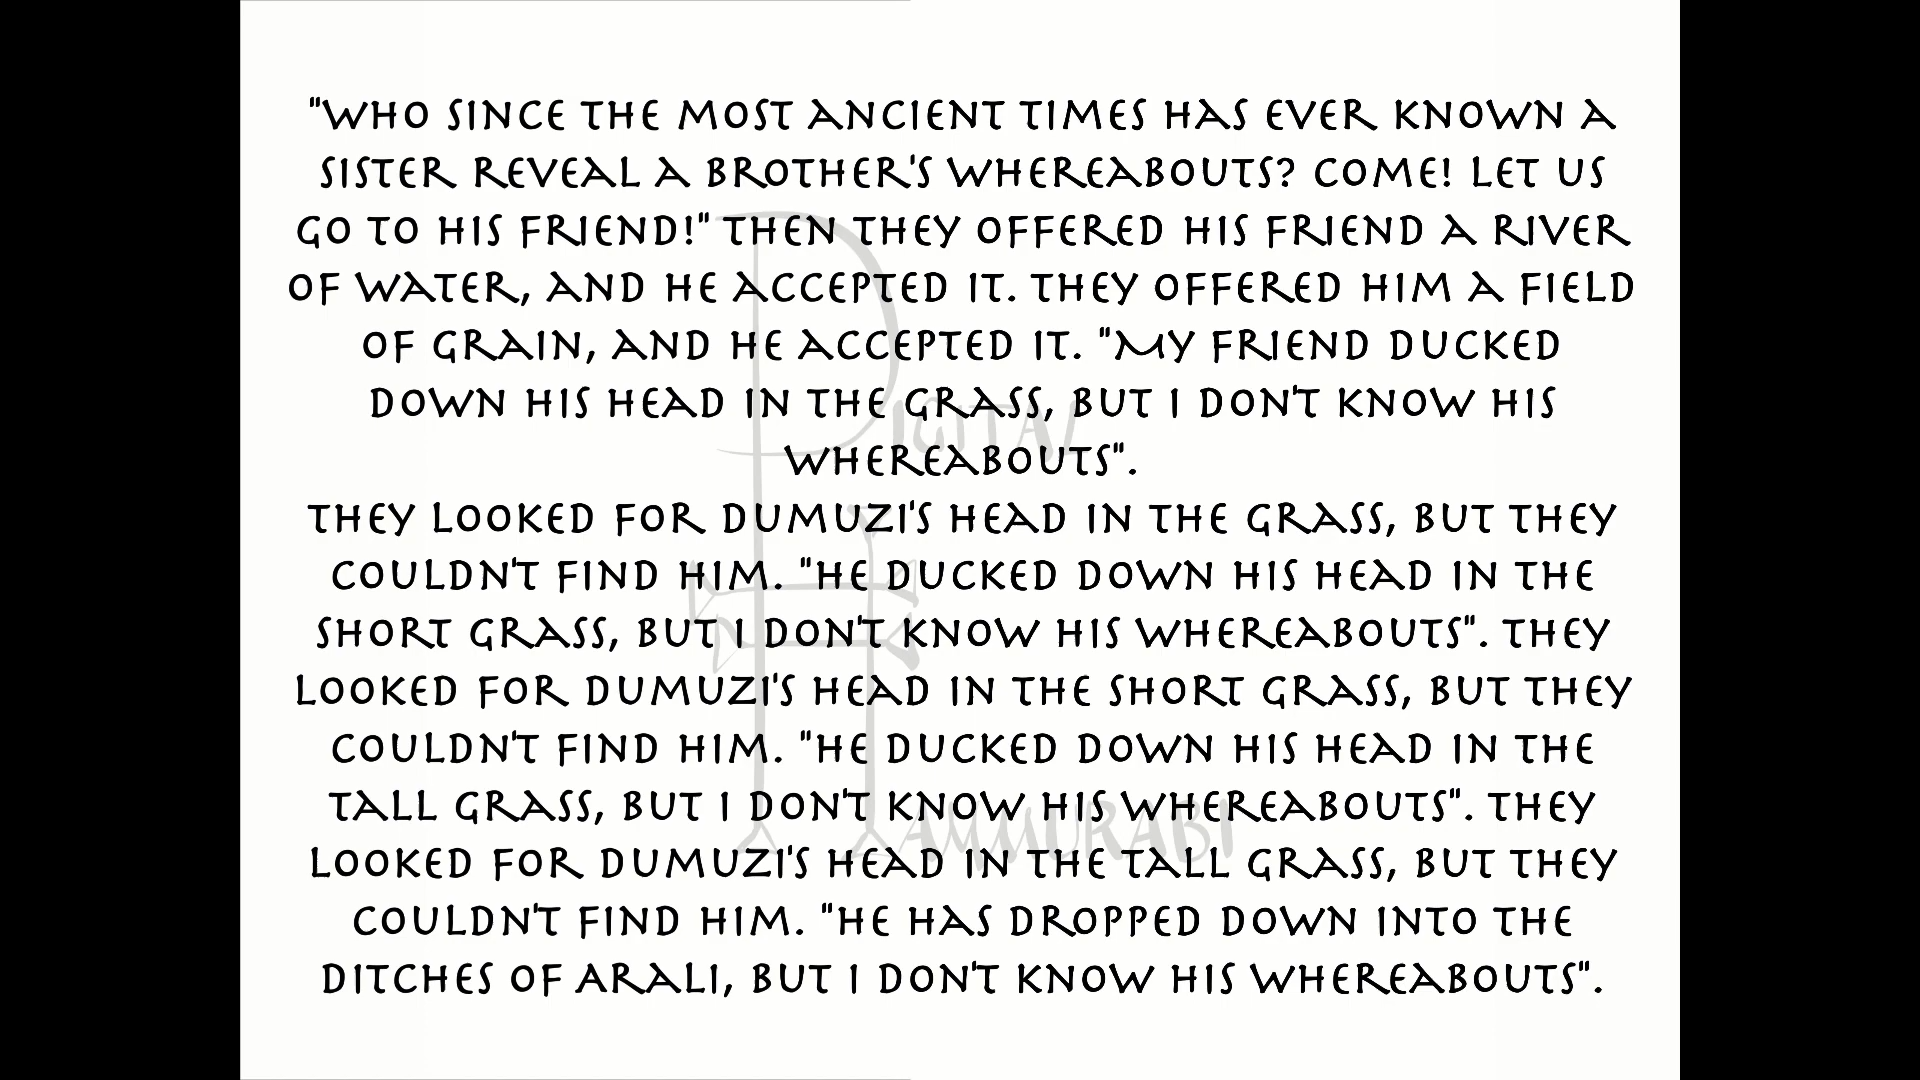 "WHO SINCE THE MOST ANCIENT TIMES HAS EVER KNOWN A
SISTER REVEAL A BROTHER'S WHEREABOUTS? COME! LET US
GO TO HIS FRIEND!" THEN THEY OFFERED HIS FRIEND A RIVER
OF WATER, AND HE ACCEPTED IT. THEY OFFERED HIM A FIELD
OF GRAIN, AND HE ACCEPTED IT. "MY FRIEND DUCKED
DOWN HIS HEAD IN THE GRASS, BUT I DON'T KNOW HIS
WHEREABOUTS".
THEY LOOKED FOR DUMUZI'S HEAD IN THE GRASS, BUT THEY
COULDN'T FIND HIM. "HE DUCKED DOWN HIS HEAD IN THE
SHORT GRASS, BUT I DON'T KNOW HIS WHEREABOUTS". THEY
LOOKED FOR DUMUZI'S HEAD IN THE SHORT GRASS, BUT THEY
COULDN'T FIND HIM. "HE DUCKED DOWN HIS HEAD IN THE
TALL GRASS, BUT I DON'T KNOW HIS WHEREABOUTS". THEY
LOOKED FOR DUMUZI'S HEAD IN THE TALL GRASS, BUT THEY
COULDN'T FIND HIM. "HE HAS DROPPED DOWN INTO THE
DITCHES OF ARALI, BUT I DON'T KNOW HIS WHEREABOUTS".
DIGITAL
HAMMURABI